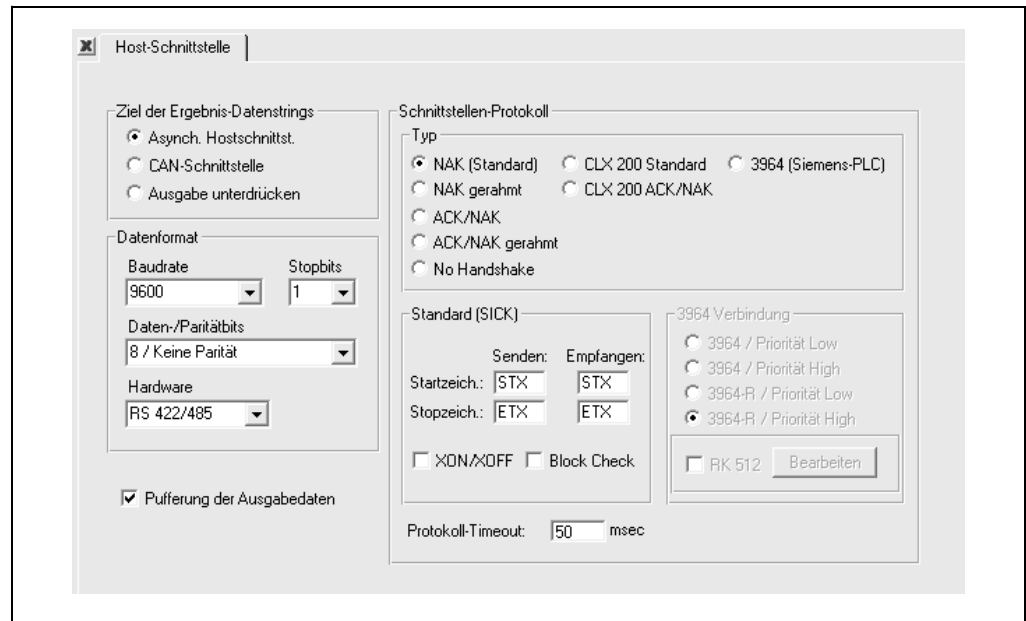 Host-Schnittstelle
Ziel der Ergebnis-Datenstrings
Asynch. Hostschnittst.
CAN-Schnittstelle
Ausgabe unterdrücken
Datenformat
Baudrate Stopbits
9600 1
Daten-/Paritätbits
8 / Keine Parität
Hardware
RS 422/485
Pufferung der Ausgabedaten
Schnittstellen-Protokoll
Typ
NAK (Standard) CLX 200 Standard 3964 (Siemens-PLC)
NAK gerahmt CLX 200 ACK/NAK
ACK/NAK
ACK/NAK gerahmt
No Handshake
Standard (SICK)
Senden: Empfangen:
Startzeich.: STX STX
Stopzeich.: ETX ETX
XON/XOFF Block Check
3964 Verbindung
3964 / Priorität Low
3964 / Priorität High
3964-R / Priorität Low
3964-R / Priorität High
RK 512 Bearbeiten
Protokoll-Timeout: 50 msec